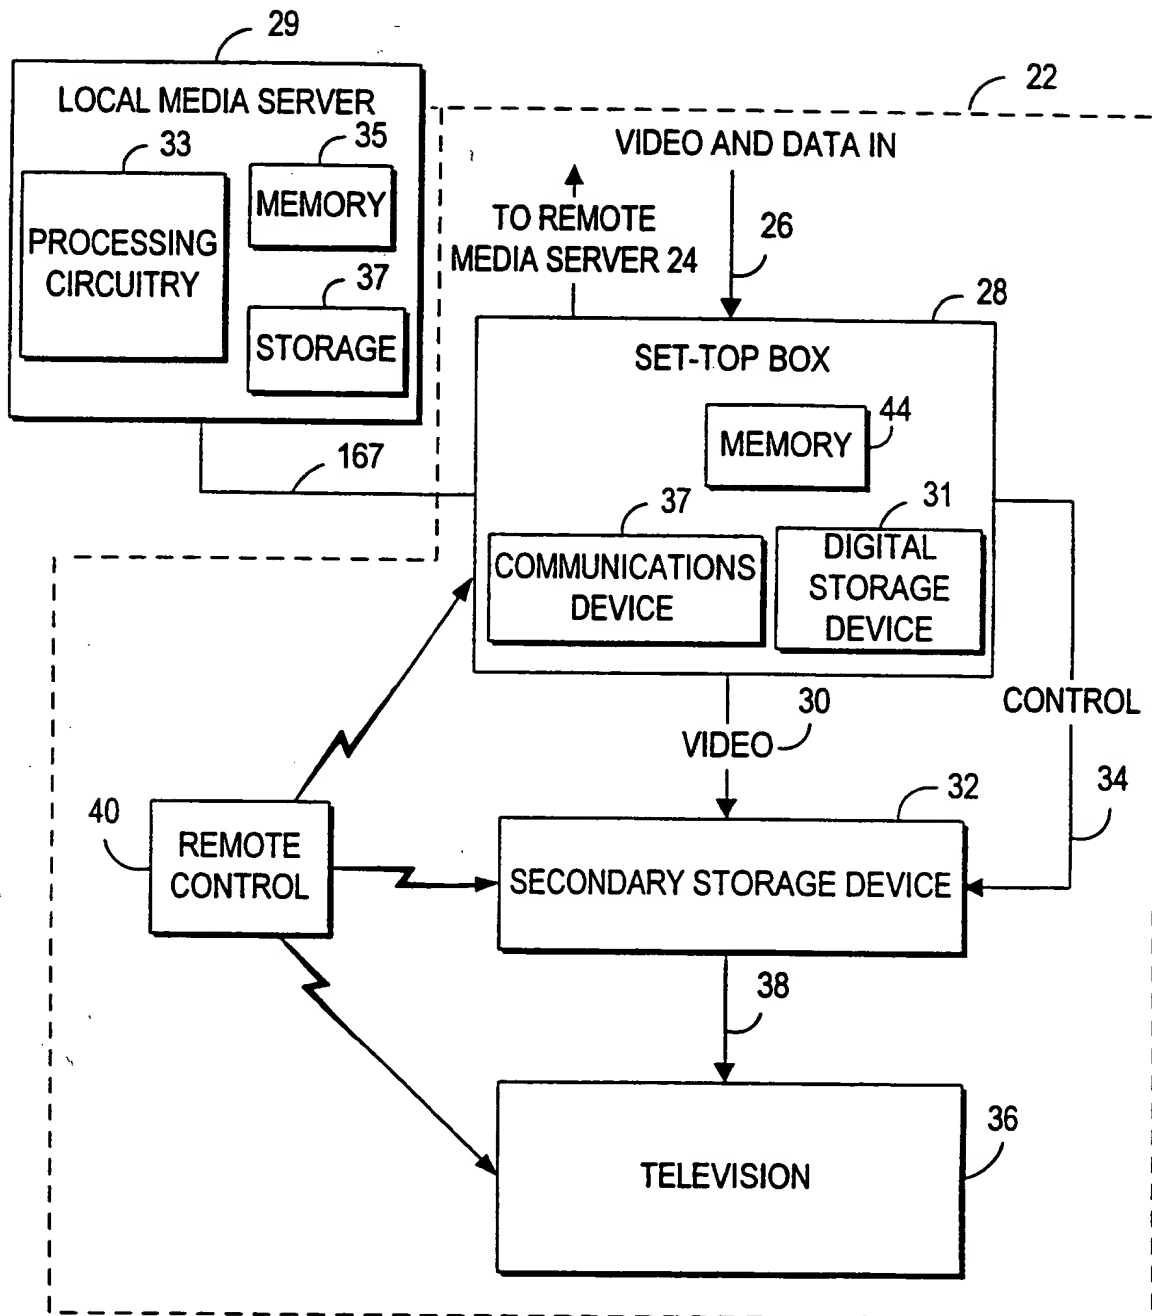 29
LOCAL MEDIA SERVER
33
35
PROCESSING
CIRCUITRY
MEMORY
37
STORAGE
22
VIDEO AND DATA IN
TO REMOTE
MEDIA SERVER 24
26
28
SET-TOP BOX
MEMORY
44
167
37
COMMUNICATIONS
DEVICE
31
DIGITAL
STORAGE
DEVICE
30
VIDEO
CONTROL
34
40
REMOTE
CONTROL
32
SECONDARY STORAGE DEVICE
38
36
TELEVISION